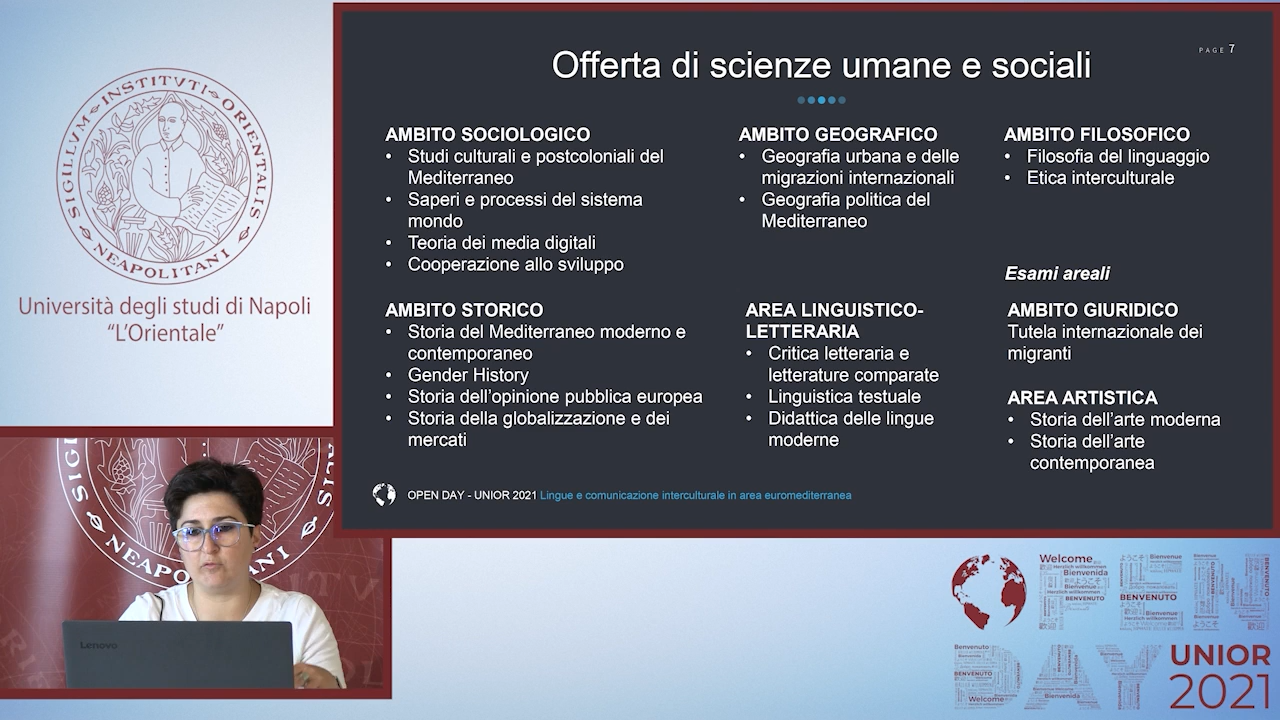 SIGILLVM INSTITVTI ORIENTALIS NEAPOLITANI
Università degli studi di Napoli
“L’Orientale”
PAGE 7
Offerta di scienze umane e sociali
AMBITO SOCIOLOGICO
• Studi culturali e postcoloniali del
Mediterraneo
• Saperi e processi del sistema
mondo
• Teoria dei media digitali
• Cooperazione allo sviluppo
AMBITO GEOGRAFICO
• Geografia urbana e delle
migrazioni internazionali
• Geografia politica del
Mediterraneo
AMBITO FILOSOFICO
• Filosofia del linguaggio
• Etica interculturale
Esami areali
AMBITO STORICO
• Storia del Mediterraneo moderno e
contemporaneo
• Gender History
• Storia dell’opinione pubblica europea
• Storia della globalizzazione e dei
mercati
AREA LINGUISTICO-
LETTERARIA
• Critica letteraria e
letterature comparate
• Linguistica testuale
• Didattica delle lingue
moderne
AMBITO GIURIDICO
Tutela internazionale dei
migranti
AREA ARTISTICA
• Storia dell’arte moderna
• Storia dell’arte
contemporanea
OPEN DAY - UNIOR 2021 Lingue e comunicazione interculturale in area euromediterranea
NEAPO
ANI
Lenovo
Welcome
Bienvenida
BENVENUTO
OPEN
DAY
UNIOR
2021